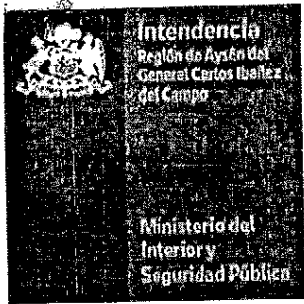 Intendencia
Región de Aysén del
General Carlos Ibañez
del Campo
Ministerio del
Interior y
Seguridad Pública